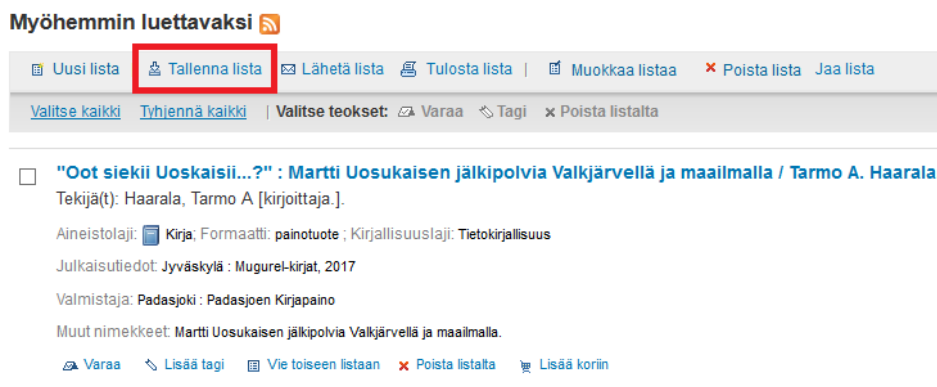 Myöhemmin luettavaksi
Uusi lista Tallenna lista Lähetä lista Tulosta lista | Muokkaa listaa Poista lista Jaa lista
Valitse kaikki Tyhjennä kaikki | Valitse teokset: Varaa Tagi Poista listalta
"Oot siekii Uoskaisii...?" : Martti Uosukaisen jälkipolvia Valkjärvellä ja maailmalla / Tarmo A. Haarala
Tekijä(t): Haarala, Tarmo A [kirjoittaja.].
Aineistolaji: Kirja; Formaatti: painotuote ; Kirjallisuuslaji: Tietokirjallisuus
Julkaisutiedot: Jyväskylä : Mugurel-kirjat, 2017
Valmistaja: Padasjoki : Padasjoen Kirjapaino
Muut nimekkeet: Martti Uosukaisen jälkipolvia Valkjärvellä ja maailmalla.
Varaa Lisää tagi Vie toiseen listaan Poista listalta Lisää koriin